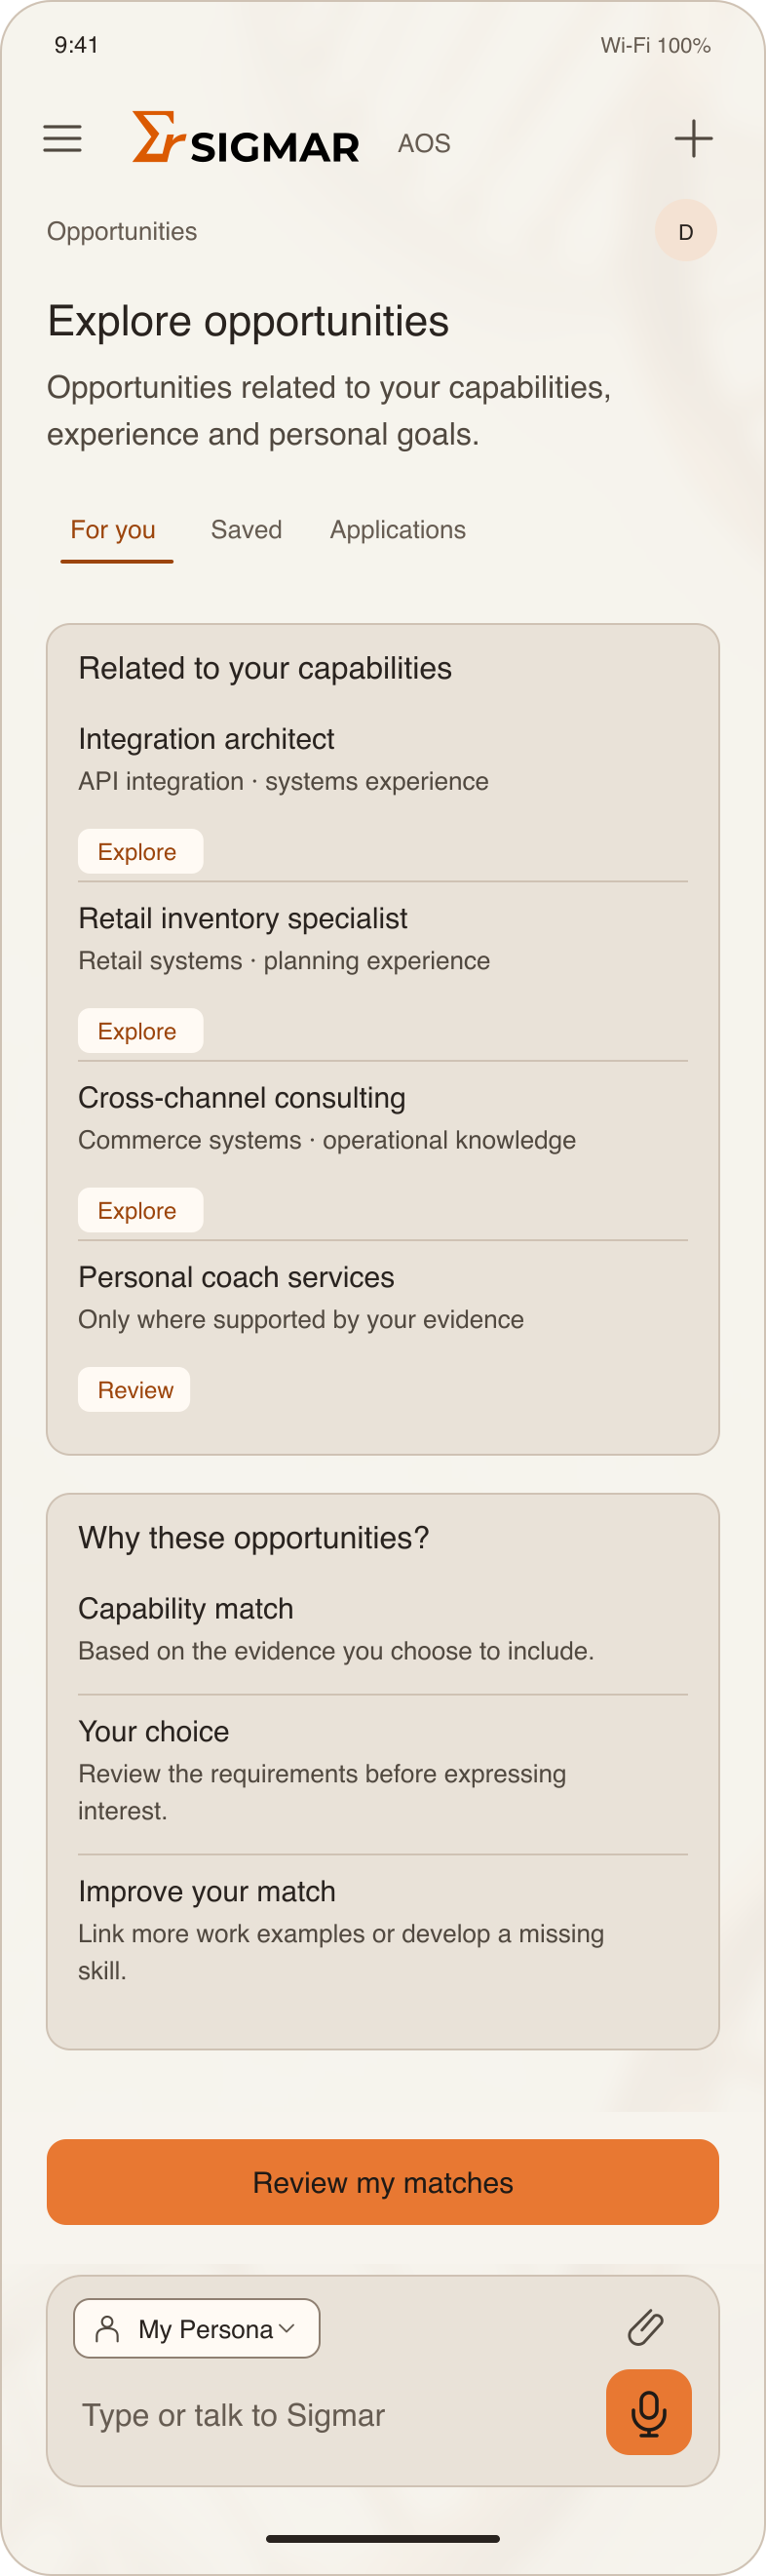 9:41
Wi-Fi 100%
Σr SIGMAR AOS
Opportunities
D
Explore opportunities
Opportunities related to your capabilities,
experience and personal goals.
For you Saved Applications
Related to your capabilities
Integration architect
API integration · systems experience
Explore
Retail inventory specialist
Retail systems · planning experience
Explore
Cross-channel consulting
Commerce systems · operational knowledge
Explore
Personal coach services
Only where supported by your evidence
Review
Why these opportunities?
Capability match
Based on the evidence you choose to include.
Your choice
Review the requirements before expressing
interest.
Improve your match
Link more work examples or develop a missing
skill.
Review my matches
My Persona
Type or talk to Sigmar